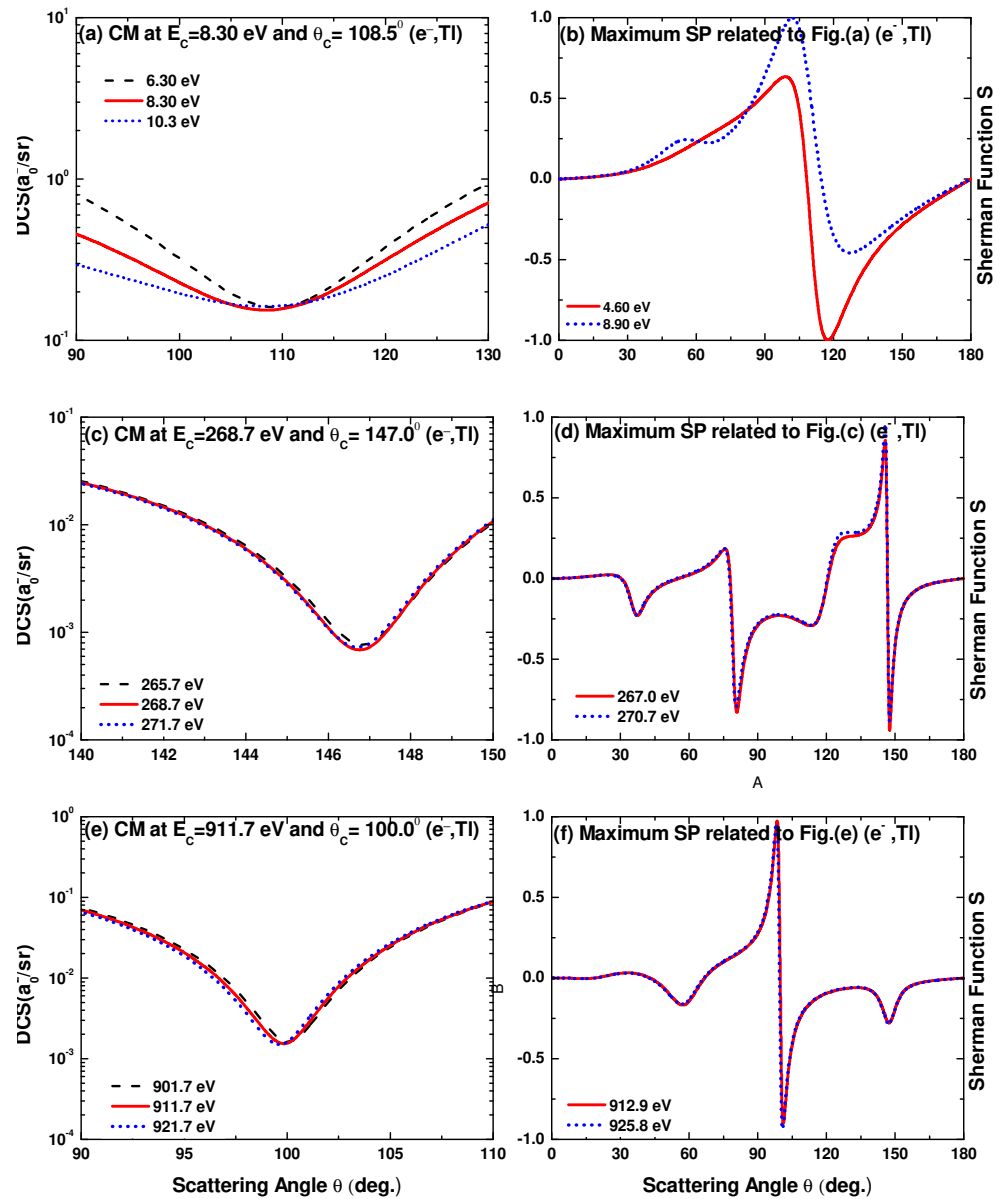 (a) CM at E_C=8.30 eV and θ_C= 108.5⁰ (e⁻,Tl)
6.30 eV
8.30 eV
10.3 eV
DCS(a₀⁻/sr)
10¹
10⁰
10⁻¹
90 100 110 120 130
(b) Maximum SP related to Fig.(a) (e⁻,Tl)
4.60 eV
8.90 eV
1.0
0.5
0.0
-0.5
-1.0
0 30 60 90 120 150 180
Sherman Function S
(c) CM at E_C=268.7 eV and θ_C= 147.0⁰ (e⁻,Tl)
265.7 eV
268.7 eV
271.7 eV
DCS(a₀⁻/sr)
10⁻¹
10⁻²
10⁻³
10⁻⁴
140 142 144 146 148 150
(d) Maximum SP related to Fig.(c) (e⁻,Tl)
267.0 eV
270.7 eV
1.0
0.5
0.0
-0.5
-1.0
0 30 60 90 120 150 180
A
Sherman Function S
(e) CM at E_C=911.7 eV and θ_C= 100.0⁰ (e⁻,Tl)
901.7 eV
911.7 eV
921.7 eV
DCS(a₀⁻/sr)
10⁰
10⁻¹
10⁻²
10⁻³
10⁻⁴
90 95 100 105 110
Scattering Angle θ (deg.)
B
(f) Maximum SP related to Fig.(e) (e⁻,Tl)
912.9 eV
925.8 eV
1.0
0.5
0.0
-0.5
-1.0
0 30 60 90 120 150 180
Scattering Angle θ (deg.)
Sherman Function S